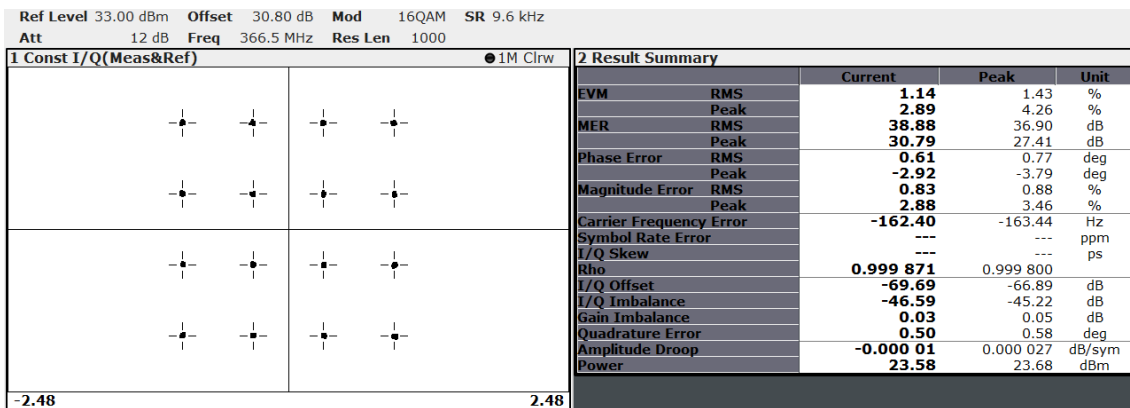 Ref Level 33.00 dBm Offset 30.80 dB Mod 16QAM SR 9.6 kHz
Att 12 dB Freq 366.5 MHz Res Len 1000
1 Const I/Q(Meas&Ref) 1M Clrw
-2.48 2.48
2 Result Summary
Current Peak Unit
EVM RMS 1.14 1.43 %
Peak 2.89 4.26 %
MER RMS 38.88 36.90 dB
Peak 30.79 27.41 dB
Phase Error RMS 0.61 0.77 deg
Peak -2.92 -3.79 deg
Magnitude Error RMS 0.83 0.88 %
Peak 2.88 3.46 %
Carrier Frequency Error -162.40 -163.44 Hz
Symbol Rate Error --- --- ppm
I/Q Skew --- --- ps
Rho 0.999 871 0.999 800
I/Q Offset -69.69 -66.89 dB
I/Q Imbalance -46.59 -45.22 dB
Gain Imbalance 0.03 0.05 dB
Quadrature Error 0.50 0.58 deg
Amplitude Droop -0.000 01 0.000 027 dB/sym
Power 23.58 23.68 dBm